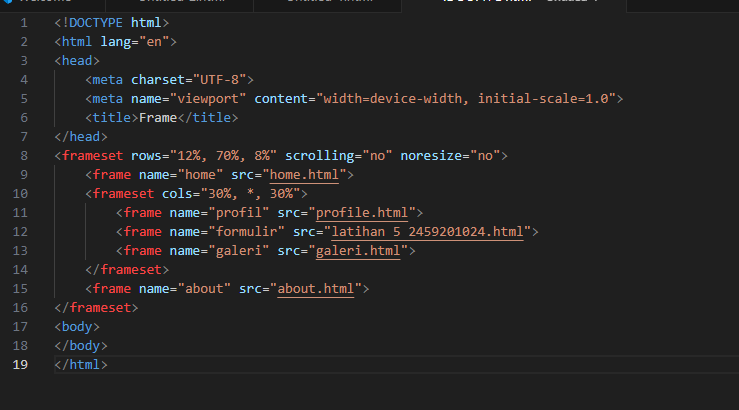 1 <!DOCTYPE html>
2 <html lang="en">
3 <head>
4     <meta charset="UTF-8">
5     <meta name="viewport" content="width=device-width, initial-scale=1.0">
6     <title>Frame</title>
7 </head>
8 <frameset rows="12%, 70%, 8%" scrolling="no" noresize="no">
9     <frame name="home" src="home.html">
10     <frameset cols="30%, *, 30%">
11         <frame name="profil" src="profile.html">
12         <frame name="formulir" src="latihan 5 2459201024.html">
13         <frame name="galeri" src="galeri.html">
14     </frameset>
15     <frame name="about" src="about.html">
16 </frameset>
17 <body>
18 </body>
19 </html>